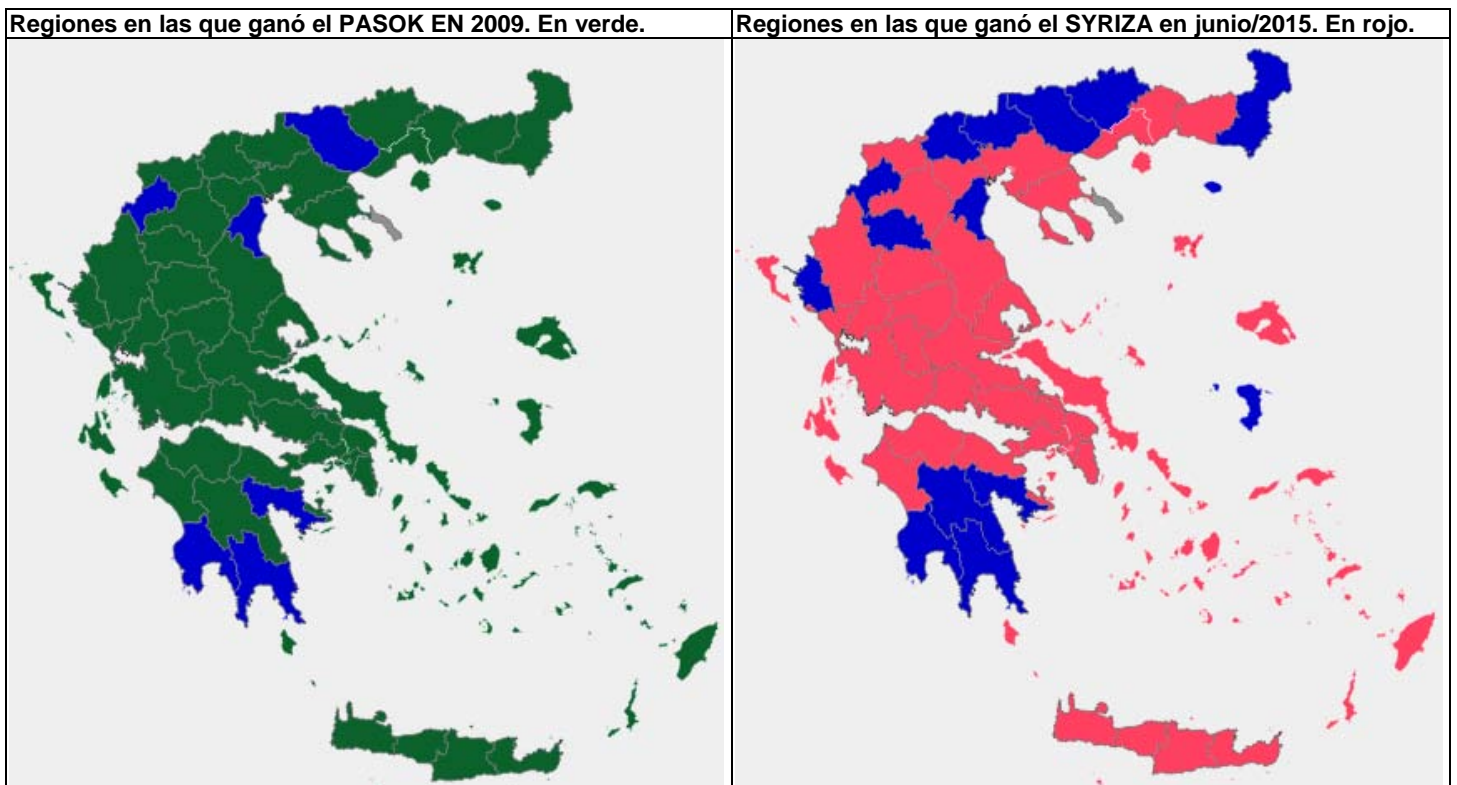 Regiones en las que ganó el PASOK EN 2009. En verde.
Regiones en las que ganó el SYRIZA en junio/2015. En rojo.